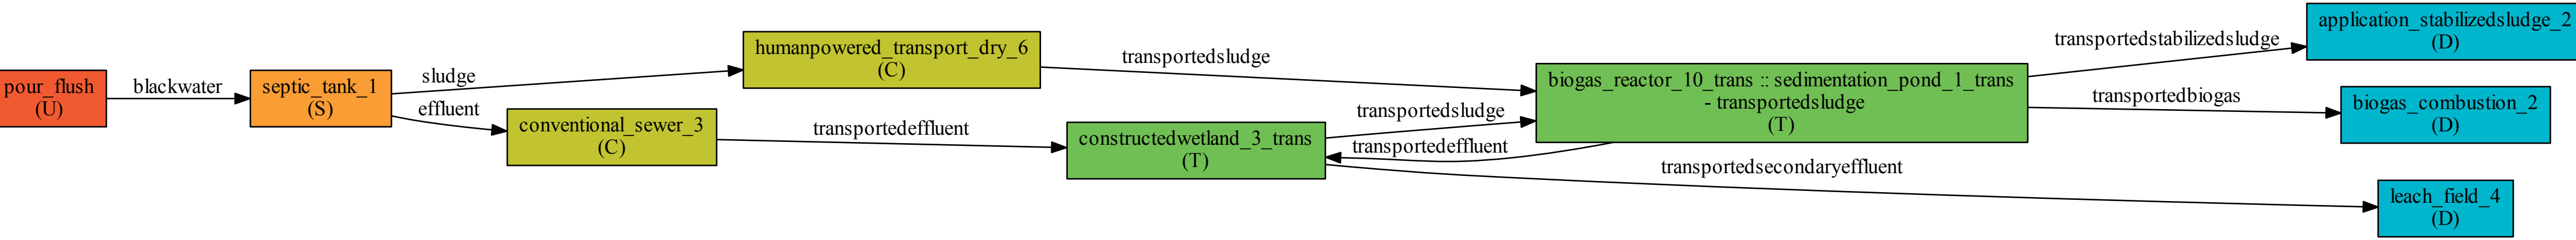 pour_flush
(U)
blackwater
septic_tank_1
(S)
sludge
effluent
humanpowered_transport_dry_6
(C)
conventional_sewer_3
(C)
transportedsludge
transportedeffluent
constructedwetland_3_trans
(T)
transportedsludge
transportedeffluent
biogas_reactor_10_trans :: sedimentation_pond_1_trans
- transportedsludge
(T)
transportedsecondaryeffluent
transportedstabilizedsludge
transportedbiogas
application_stabilizedsludge_2
(D)
biogas_combustion_2
(D)
leach_field_4
(D)